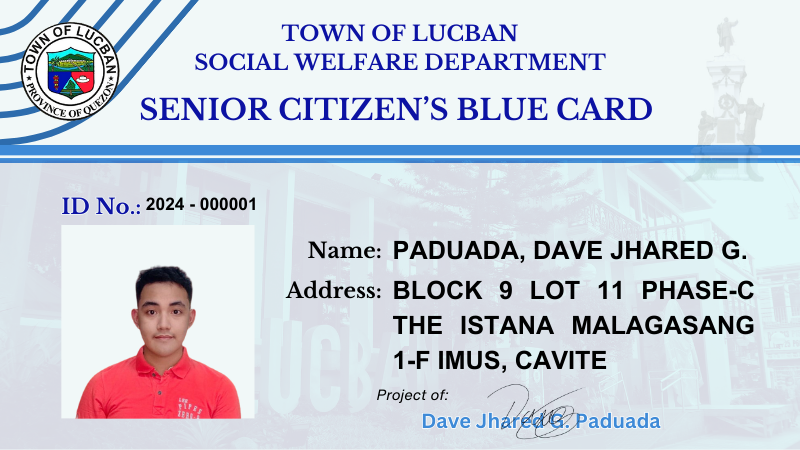 TOWN OF LUCBAN
SOCIAL WELFARE DEPARTMENT
SENIOR CITIZEN'S BLUE CARD
TOWN OF LUCBAN
PROVINCE OF QUEZON
ID No.: 2024 - 000001
Name: PADUADA, DAVE JHARED G.
Address: BLOCK 9 LOT 11 PHASE-C
THE ISTANA MALAGASANG
1-F IMUS, CAVITE
Project of:
Dave Jhared G. Paduada